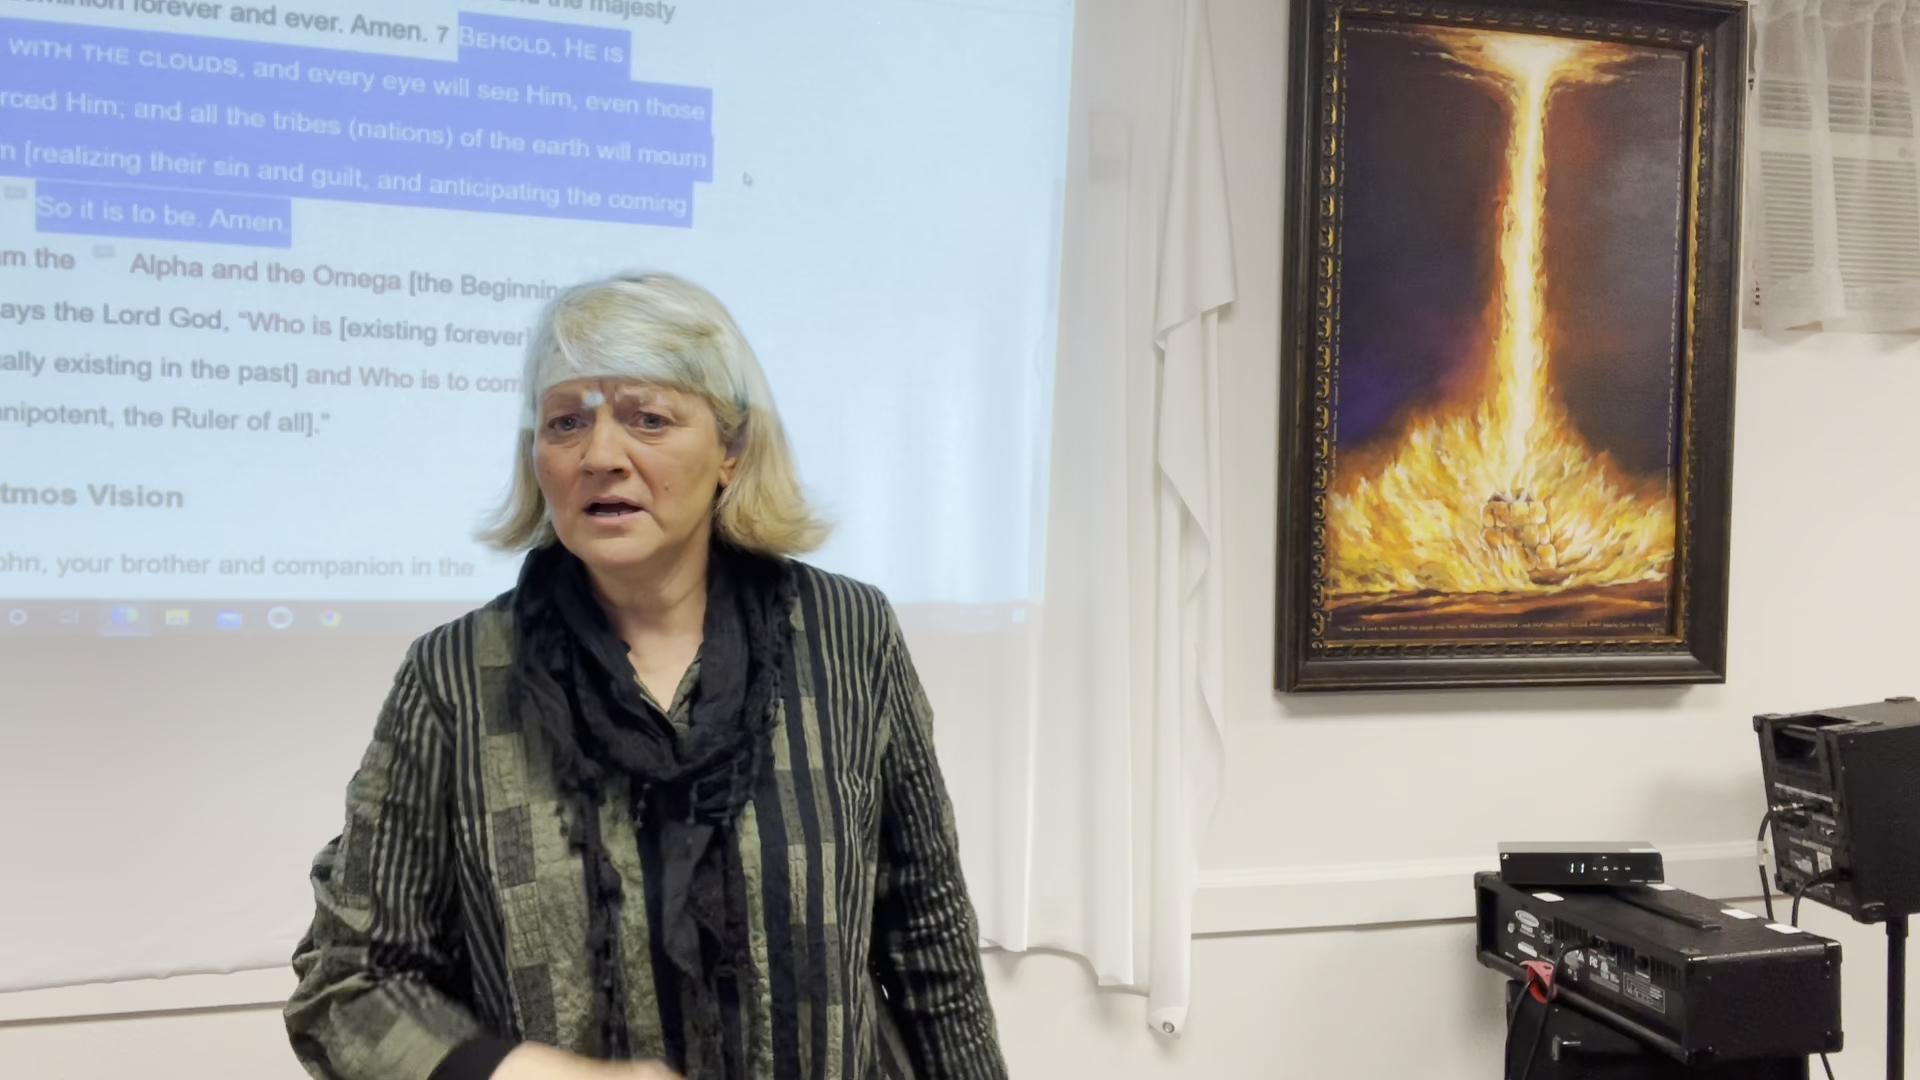 forever and ever. Amen. 7 BEHOLD, HE IS
the majesty
WITH THE CLOUDS, and every eye will see Him, even those
rced Him; and all the tribes (nations) of the earth will mourn
[realizing their sin and guilt, and anticipating the coming
So it is to be. Amen.
am the Alpha and the Omega [the Beginnin
ays the Lord God, “Who is [existing forever]
ally existing in the past] and Who is to com
nipotent, the Ruler of all].”
tmos Vision
ohn, your brother and companion in the